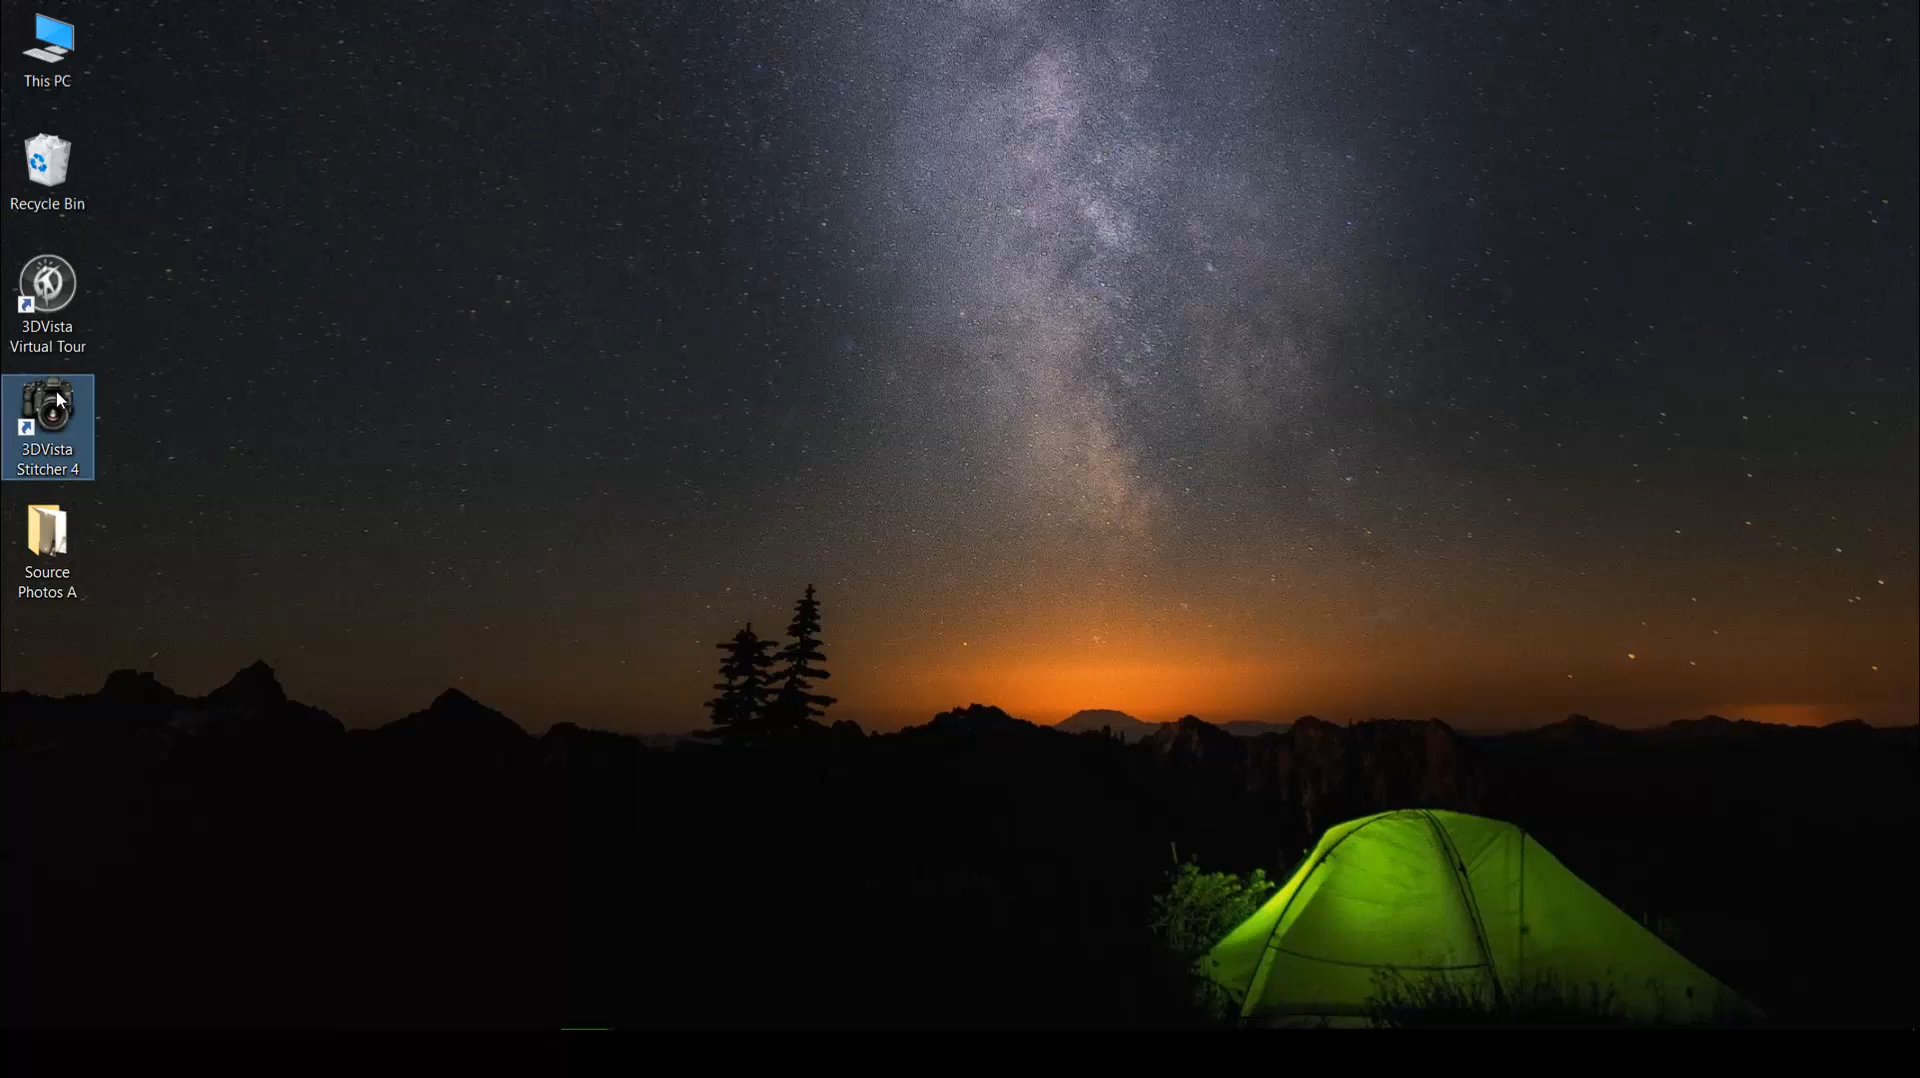 This PC
Recycle Bin
3DVista
Virtual Tour
3DVista
Stitcher 4
Source
Photos A